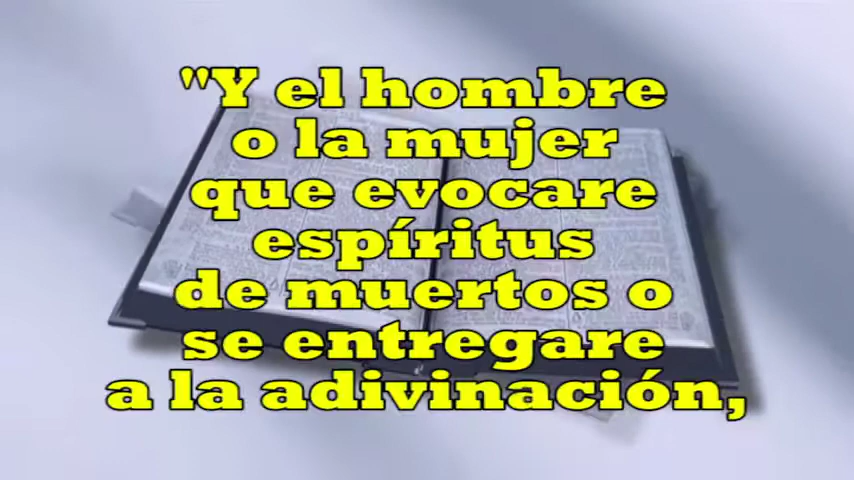 "Y el hombre
o la mujer
que evocare
espíritus
de muertos o
se entregare
a la adivinación,